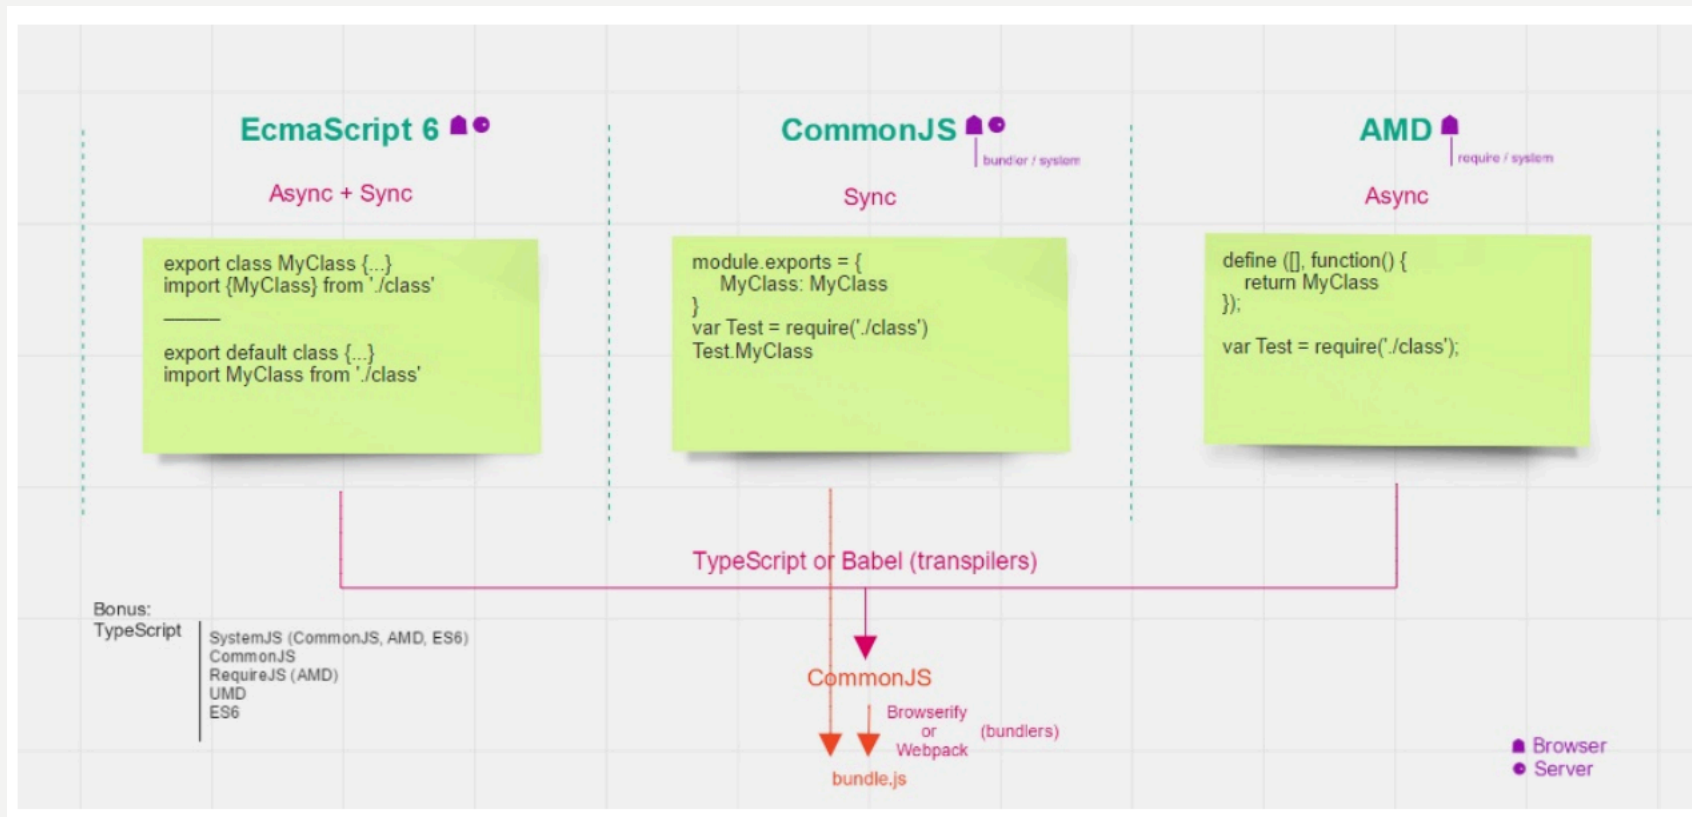 EcmaScript 6
Async + Sync
export class MyClass {...}
import {MyClass} from './class'
_____
export default class {...}
import MyClass from './class'
CommonJS
bundler / system
Sync
module.exports = {
MyClass: MyClass
}
var Test = require('./class')
Test.MyClass
AMD
require / system
Async
define ([], function() {
return MyClass
});
var Test = require('./class');
TypeScript or Babel (transpilers)
CommonJS
Browserify
or
Webpack
(bundlers)
bundle.js
Bonus:
TypeScript
SystemJS (CommonJS, AMD, ES6)
CommonJS
RequireJS (AMD)
UMD
ES6
Browser
Server